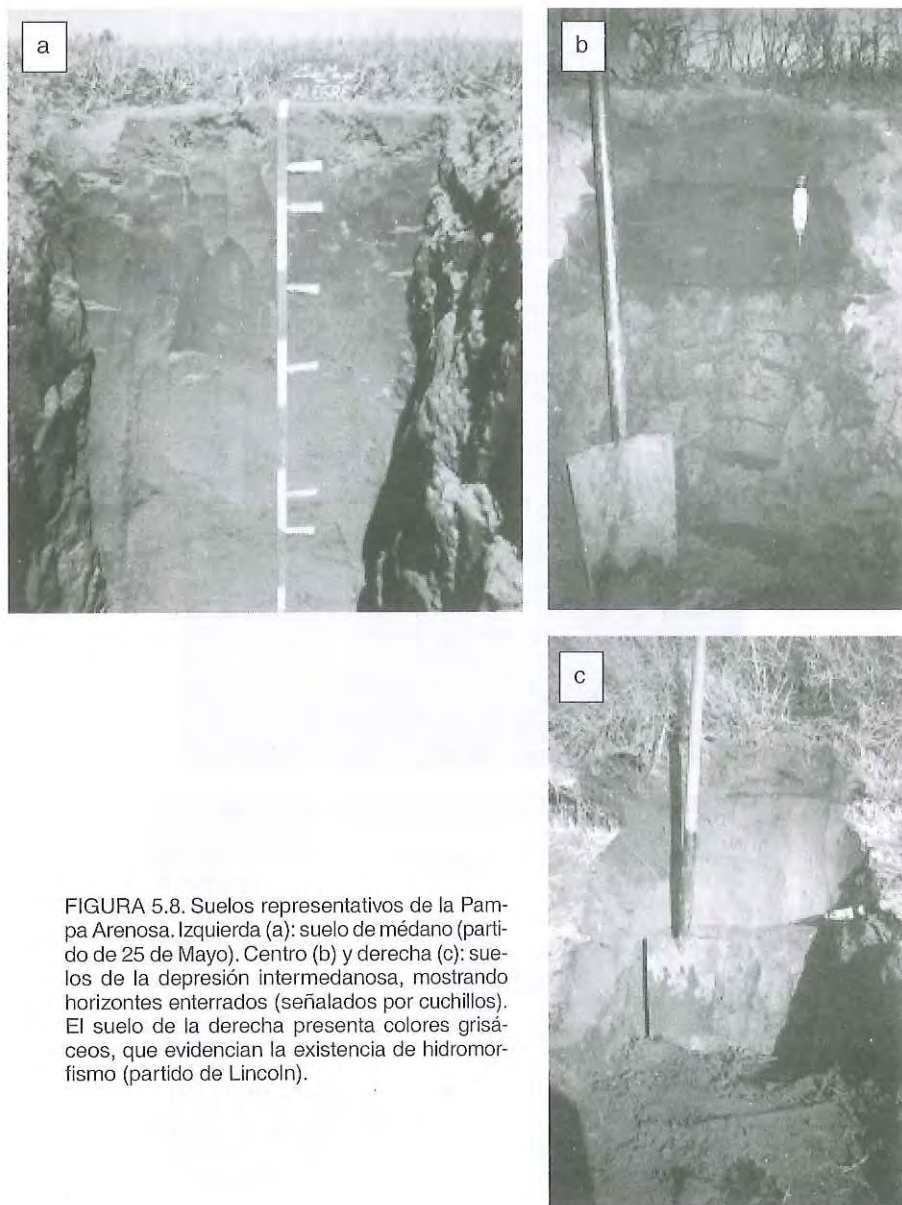 a
b
ALEGRE
c
FIGURA 5.8. Suelos representativos de la Pam-
pa Arenosa. Izquierda (a): suelo de médano (parti-
do de 25 de Mayo). Centro (b) y derecha (c): sue-
los de la depresión intermedanosa, mostrando
horizontes enterrados (señalados por cuchillos).
El suelo de la derecha presenta colores grisá-
ceos, que evidencian la existencia de hidromor-
fismo (partido de Lincoln).